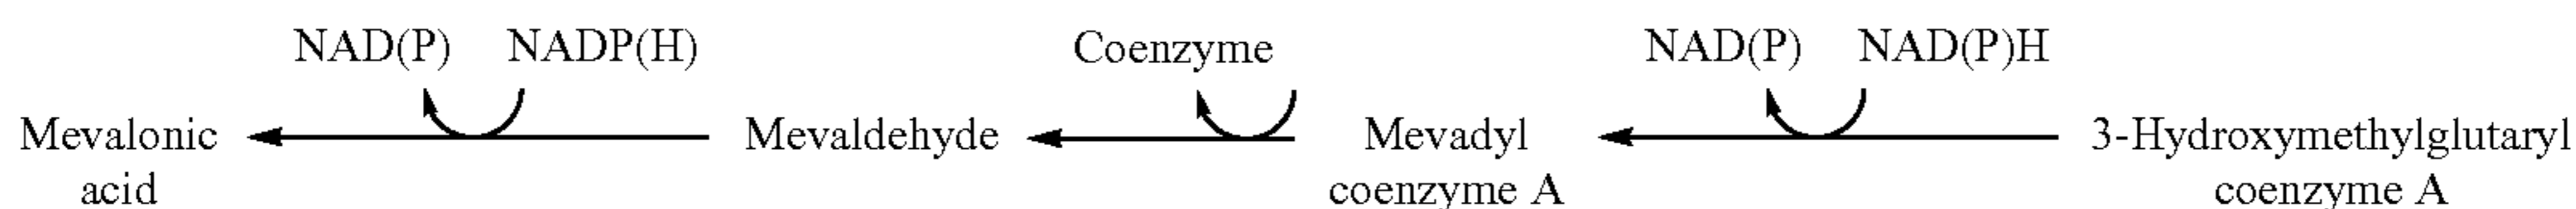 NAD(P) NADP(H) Coenzyme NAD(P) NAD(P)H
Mevalonic Mevaldehyde Mevadyl 3-Hydroxymethylglutaryl
acid coenzyme A coenzyme A